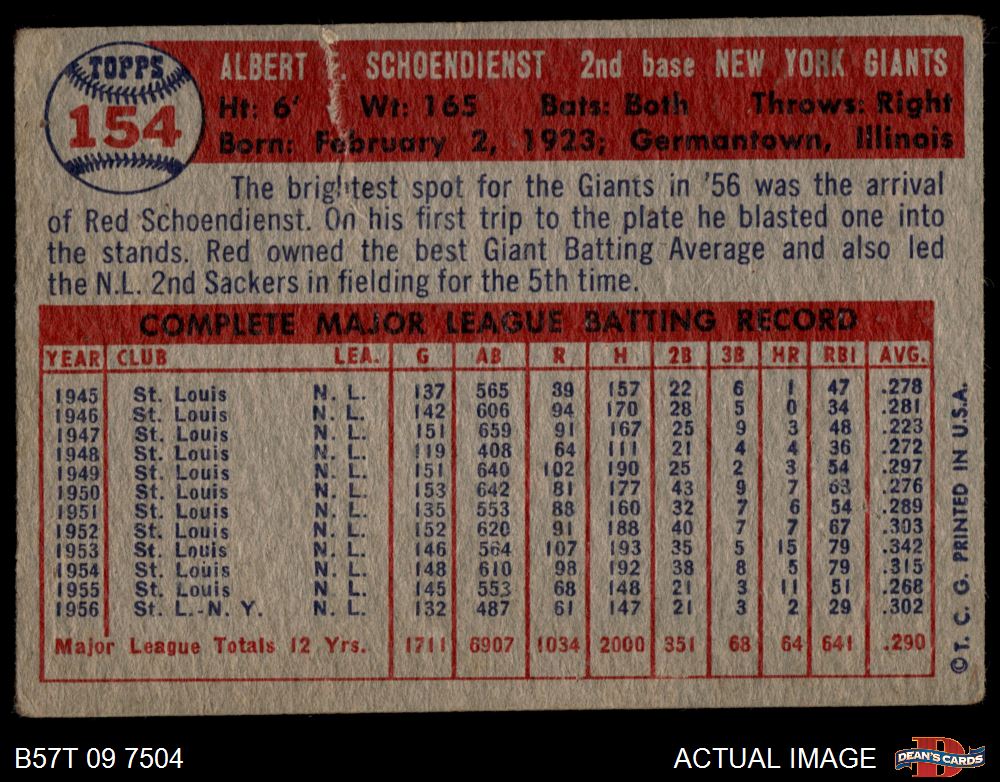 TOPPS
154
ALBERT F. SCHOENDIENST 2nd base NEW YORK GIANTS
Ht: 6' Wt: 165 Bats: Both Throws: Right
Born: February 2, 1923; Germantown, Illinois
The brightest spot for the Giants in '56 was the arrival
of Red Schoendienst. On his first trip to the plate he blasted one into
the stands. Red owned the best Giant Batting Average and also led
the N.L. 2nd Sackers in fielding for the 5th time.
COMPLETE MAJOR LEAGUE BATTING RECORD
YEAR CLUB LEA. G AB R H 2B 3B HR RBI AVG.
1945 St. Louis N. L. 137 565 89 157 22 6 1 47 .278
1946 St. Louis N. L. 142 606 94 170 28 5 0 34 .281
1947 St. Louis N. L. 151 659 91 167 25 9 3 48 .223
1948 St. Louis N. L. 119 408 64 111 21 4 4 36 .272
1949 St. Louis N. L. 151 640 102 190 25 2 3 54 .297
1950 St. Louis N. L. 153 642 81 177 43 9 7 63 .276
1951 St. Louis N. L. 135 553 88 160 32 7 6 54 .289
1952 St. Louis N. L. 152 620 91 188 40 7 7 67 .303
1953 St. Louis N. L. 146 564 107 193 35 5 15 79 .342
1954 St. Louis N. L. 148 610 98 192 38 8 5 79 .315
1955 St. Louis N. L. 145 553 68 148 21 3 11 51 .268
1956 St. L.-N. Y. N. L. 132 487 61 147 21 3 2 29 .302
Major League Totals 12 Yrs. 1711 6907 1034 2000 351 68 64 641 .290
© T. C. G. PRINTED IN U.S.A.
B57T 09 7504
ACTUAL IMAGE
DEAN'S CARDS